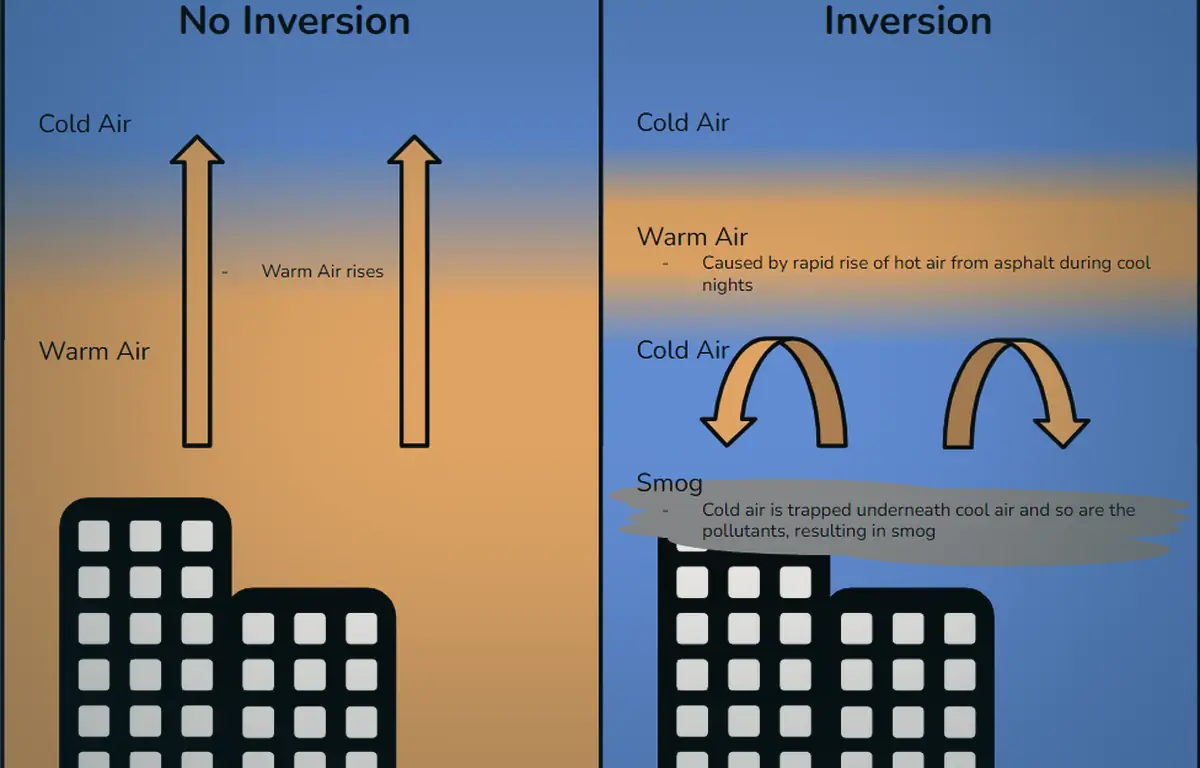 No Inversion
Cold Air
- Warm Air rises
Warm Air
Inversion
Cold Air
Warm Air
- Caused by rapid rise of hot air from asphalt during cool
nights
Cold Air
Smog
- Cold air is trapped underneath cool air and so are the
pollutants, resulting in smog